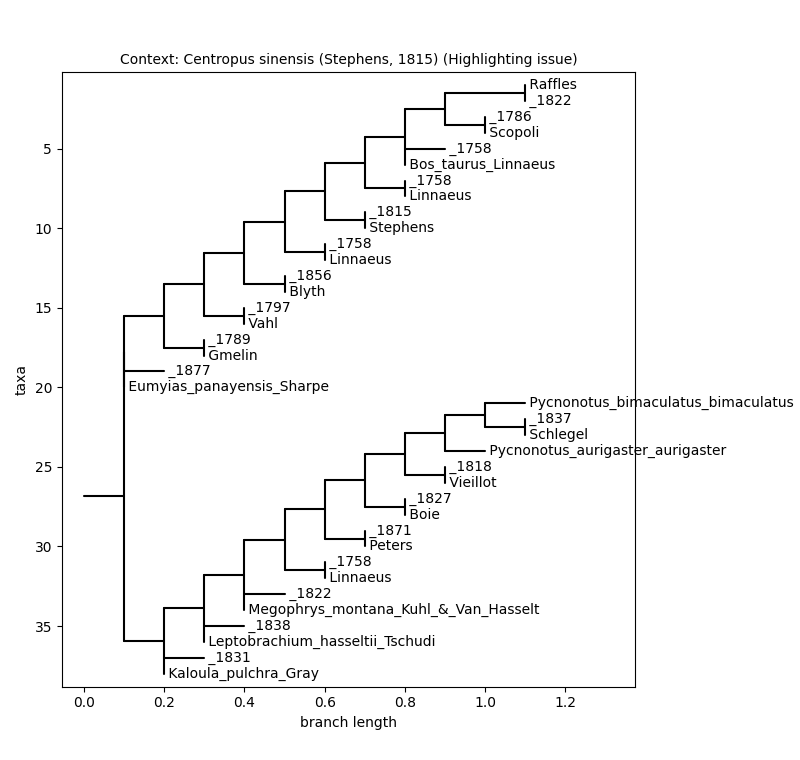 Context: Centropus sinensis (Stephens, 1815) (Highlighting issue)
Raffles
_1822
_1786
Scopoli
_1758
Bos_taurus_Linnaeus
_1758
Linnaeus
_1815
Stephens
_1758
Linnaeus
_1856
Blyth
_1797
Vahl
_1789
Gmelin
_1877
Eumyias_panayensis_Sharpe
Pycnonotus_bimaculatus_bimaculatus
_1837
Schlegel
Pycnonotus_aurigaster_aurigaster
_1818
Vieillot
_1827
Boie
_1871
Peters
_1758
Linnaeus
_1822
Megophrys_montana_Kuhl_&_Van_Hasselt
_1838
Leptobrachium_hasseltii_Tschudi
_1831
Kaloula_pulchra_Gray
5
10
15
20
25
30
35
taxa
0.0 0.2 0.4 0.6 0.8 1.0 1.2
branch length